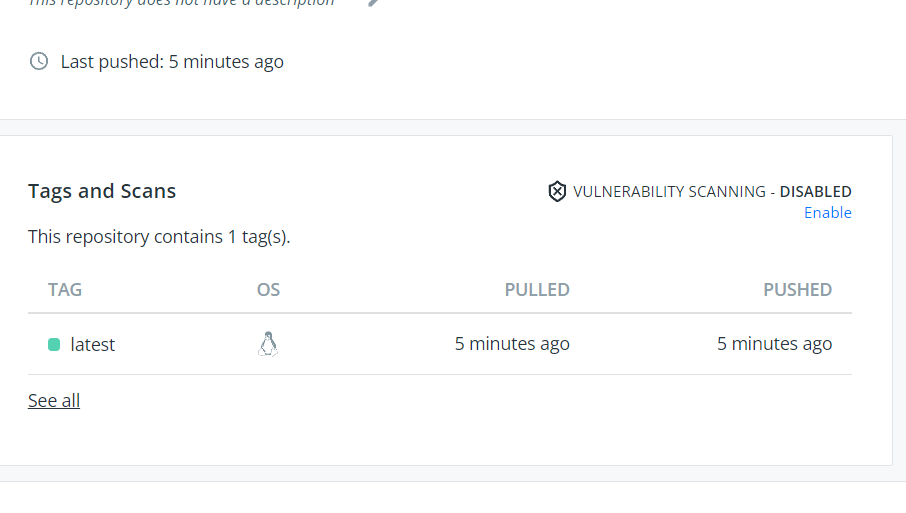 This repository does not have a description
Last pushed: 5 minutes ago
Tags and Scans
VULNERABILITY SCANNING - DISABLED
Enable
This repository contains 1 tag(s).
TAG OS PULLED PUSHED
latest 5 minutes ago 5 minutes ago
See all